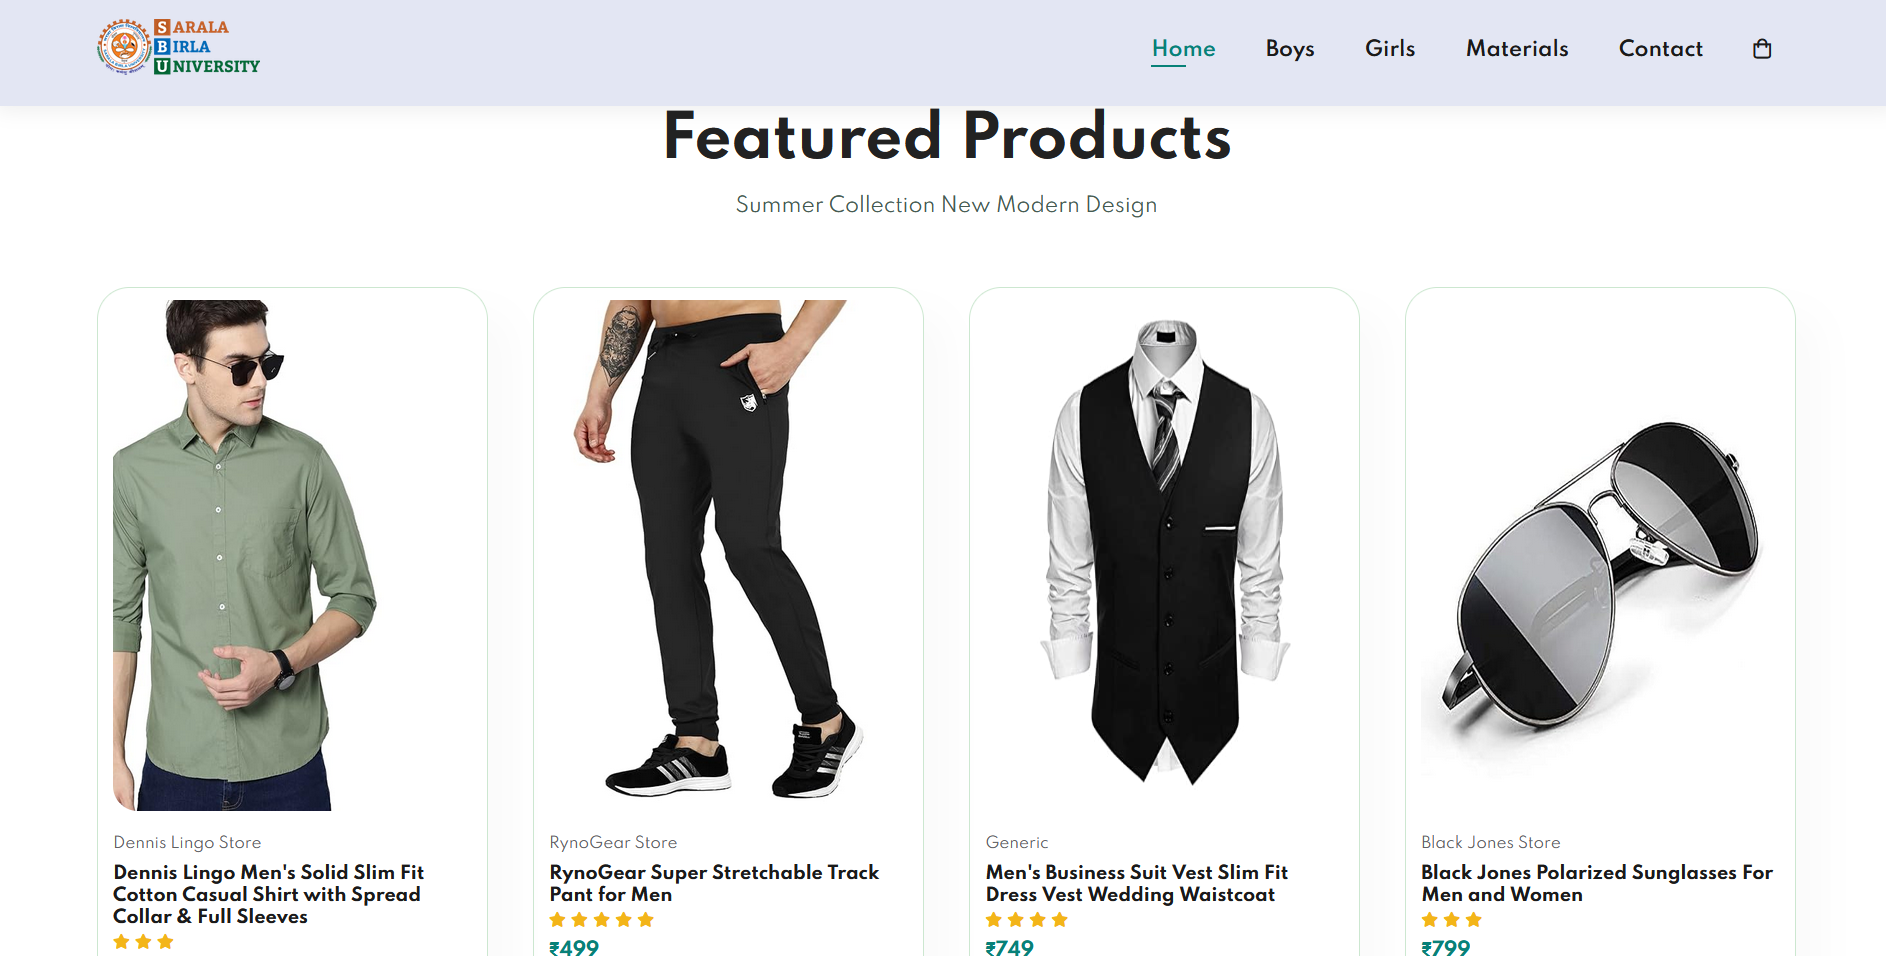 SARALA
BIRLA
UNIVERSITY
Home Boys Girls Materials Contact
Featured Products
Summer Collection New Modern Design
Dennis Lingo Store
Dennis Lingo Men's Solid Slim Fit
Cotton Casual Shirt with Spread
Collar & Full Sleeves
RynoGear Store
RynoGear Super Stretchable Track
Pant for Men
₹499
Generic
Men's Business Suit Vest Slim Fit
Dress Vest Wedding Waistcoat
₹749
Black Jones Store
Black Jones Polarized Sunglasses For
Men and Women
₹799